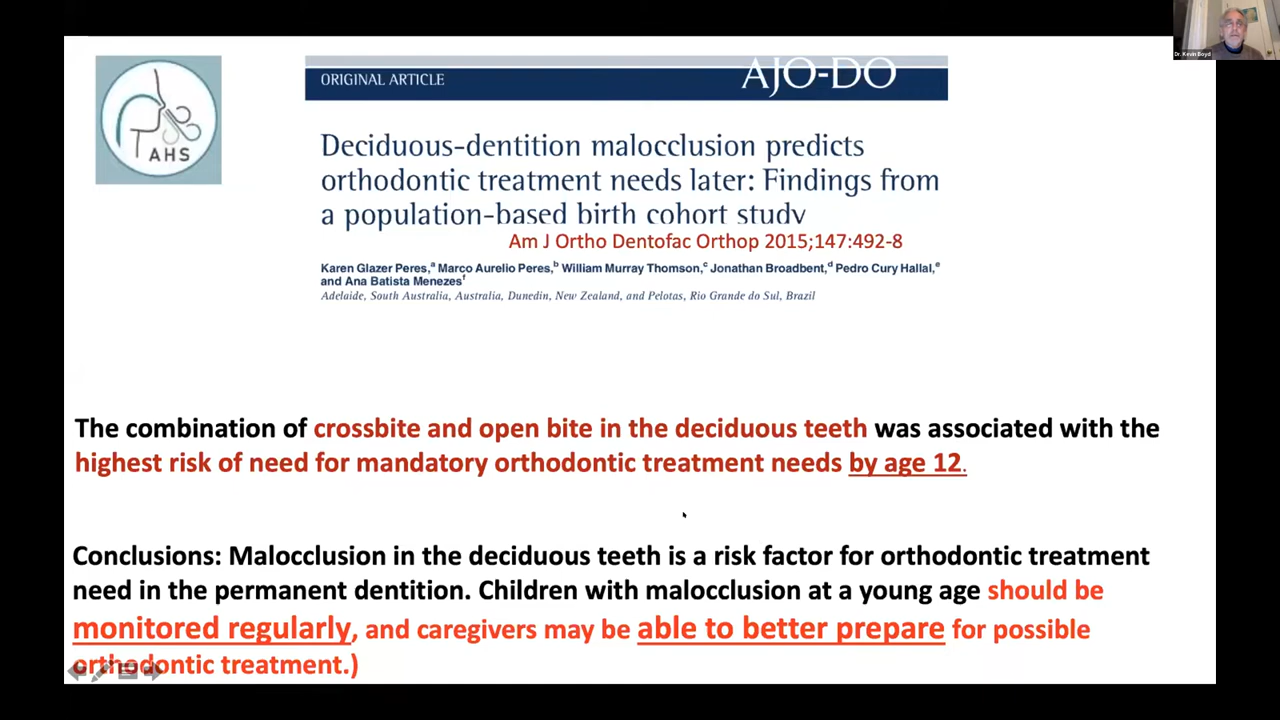 Dr. Kevin Boyd
AHS
ORIGINAL ARTICLE
AJO-DO
Deciduous-dentition malocclusion predicts
orthodontic treatment needs later: Findings from
a population-based birth cohort study
Am J Ortho Dentofac Orthop 2015;147:492-8
Karen Glazer Peres,a Marco Aurelio Peres,b William Murray Thomson,c Jonathan Broadbent,d Pedro Cury Hallal,e
and Ana Batista Menezesf
Adelaide, South Australia, Australia, Dunedin, New Zealand, and Pelotas, Rio Grande do Sul, Brazil
The combination of crossbite and open bite in the deciduous teeth was associated with the
highest risk of need for mandatory orthodontic treatment needs by age 12.
Conclusions: Malocclusion in the deciduous teeth is a risk factor for orthodontic treatment
need in the permanent dentition. Children with malocclusion at a young age should be
monitored regularly, and caregivers may be able to better prepare for possible
orthodontic treatment.)